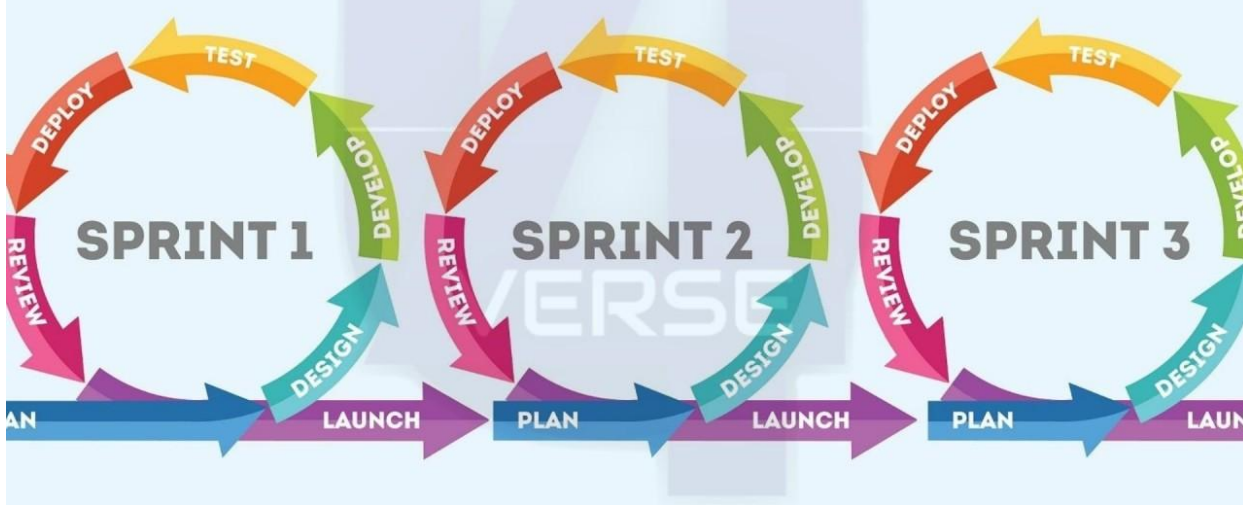 TEST
DEPLOY
DEVELOP
SPRINT 1
REVIEW
DESIGN
AN
LAUNCH
TEST
DEPLOY
DEVELOP
SPRINT 2
VERSE
REVIEW
DESIGN
PLAN
LAUNCH
TEST
DEPLOY
DEVELOP
SPRINT 3
REVIEW
DESIGN
PLAN
LAUN